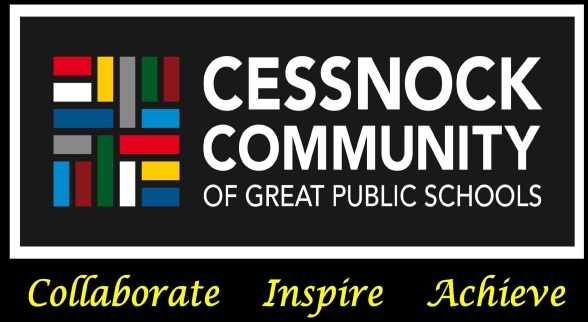 CESSNOCK
COMMUNITY
OF GREAT PUBLIC SCHOOLS
Collaborate Inspire Achieve